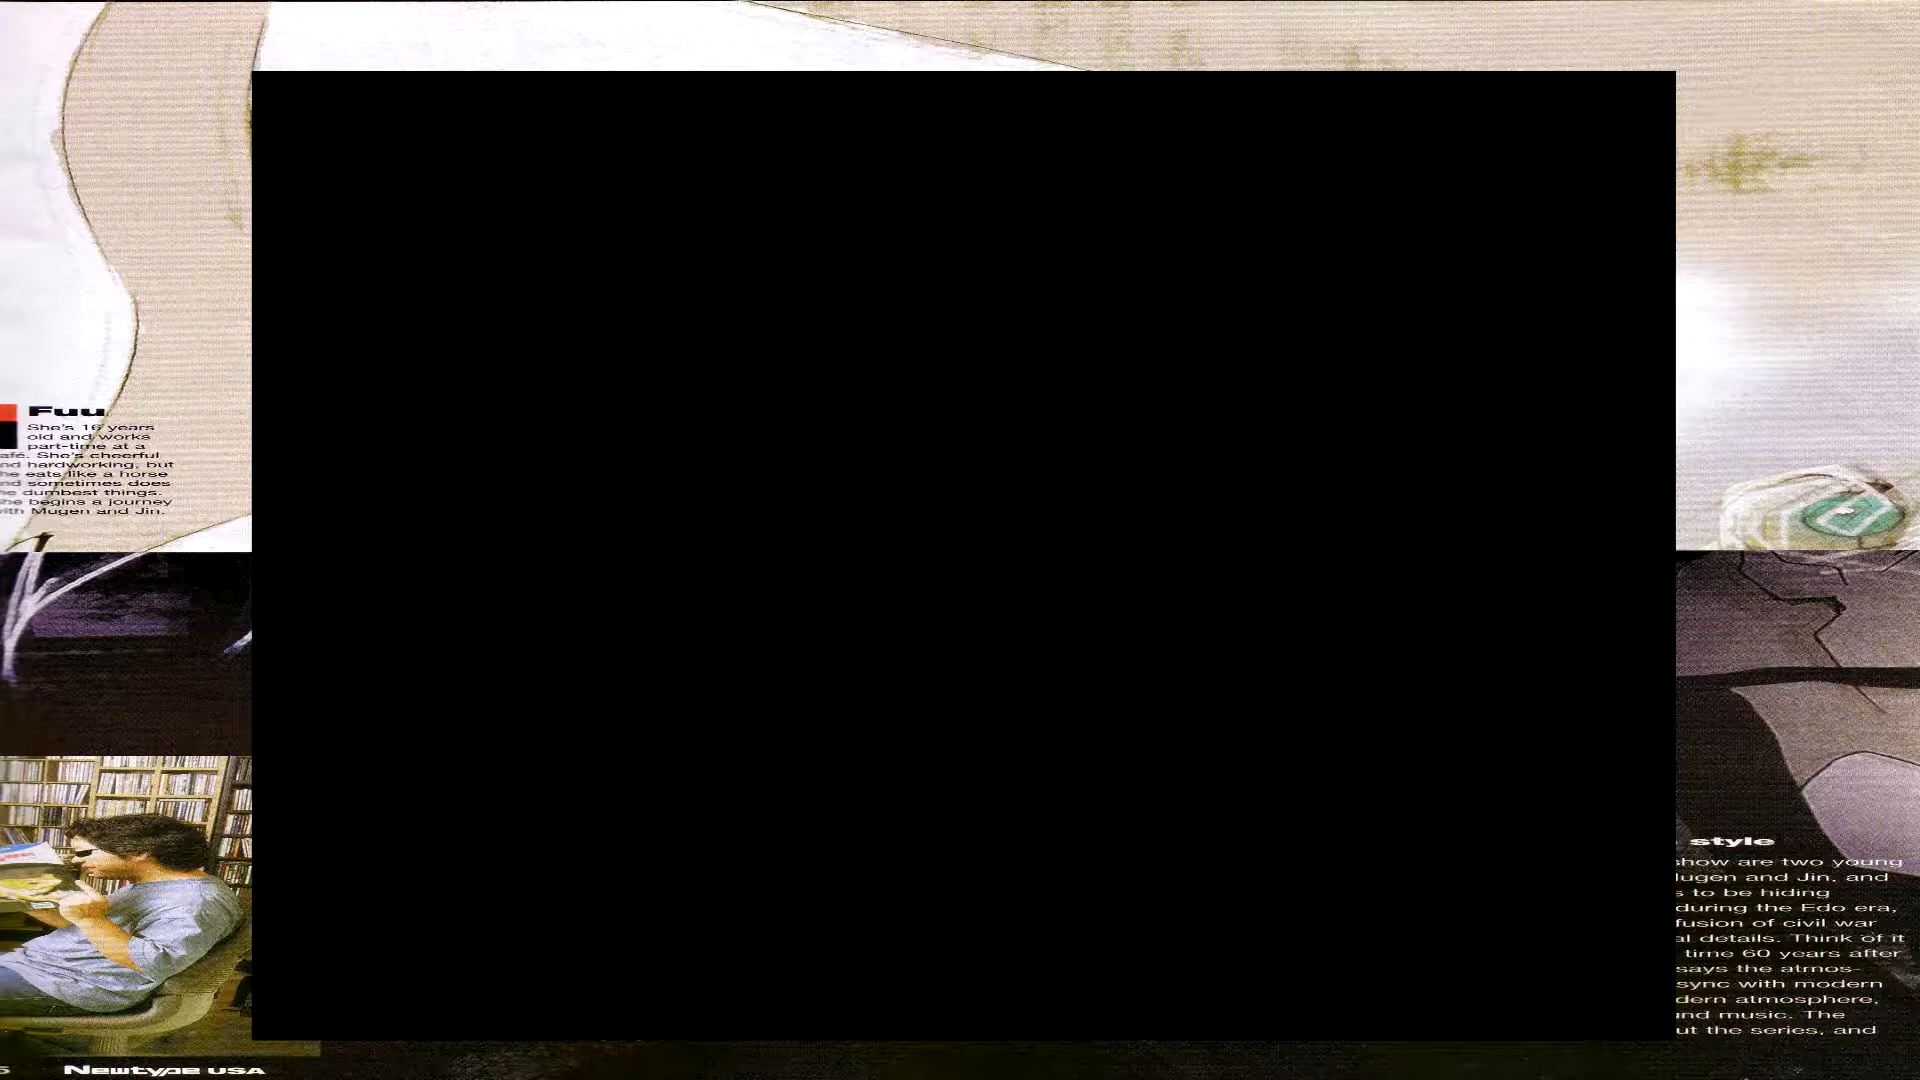 Fuu
She's 16 years
old and works
part-time at a
afé. She's cheerful
nd hardworking, but
he eats like a horse
nd sometimes does
he dumbest things.
She begins a journey
with Mugen and Jin.
style
show are two young
Mugen and Jin, and
s to be hiding
during the Edo era,
fusion of civil war
al details. Think of it
time 60 years after
says the atmos-
sync with modern
dern atmosphere,
und music. The
ut the series, and
Newtype USA